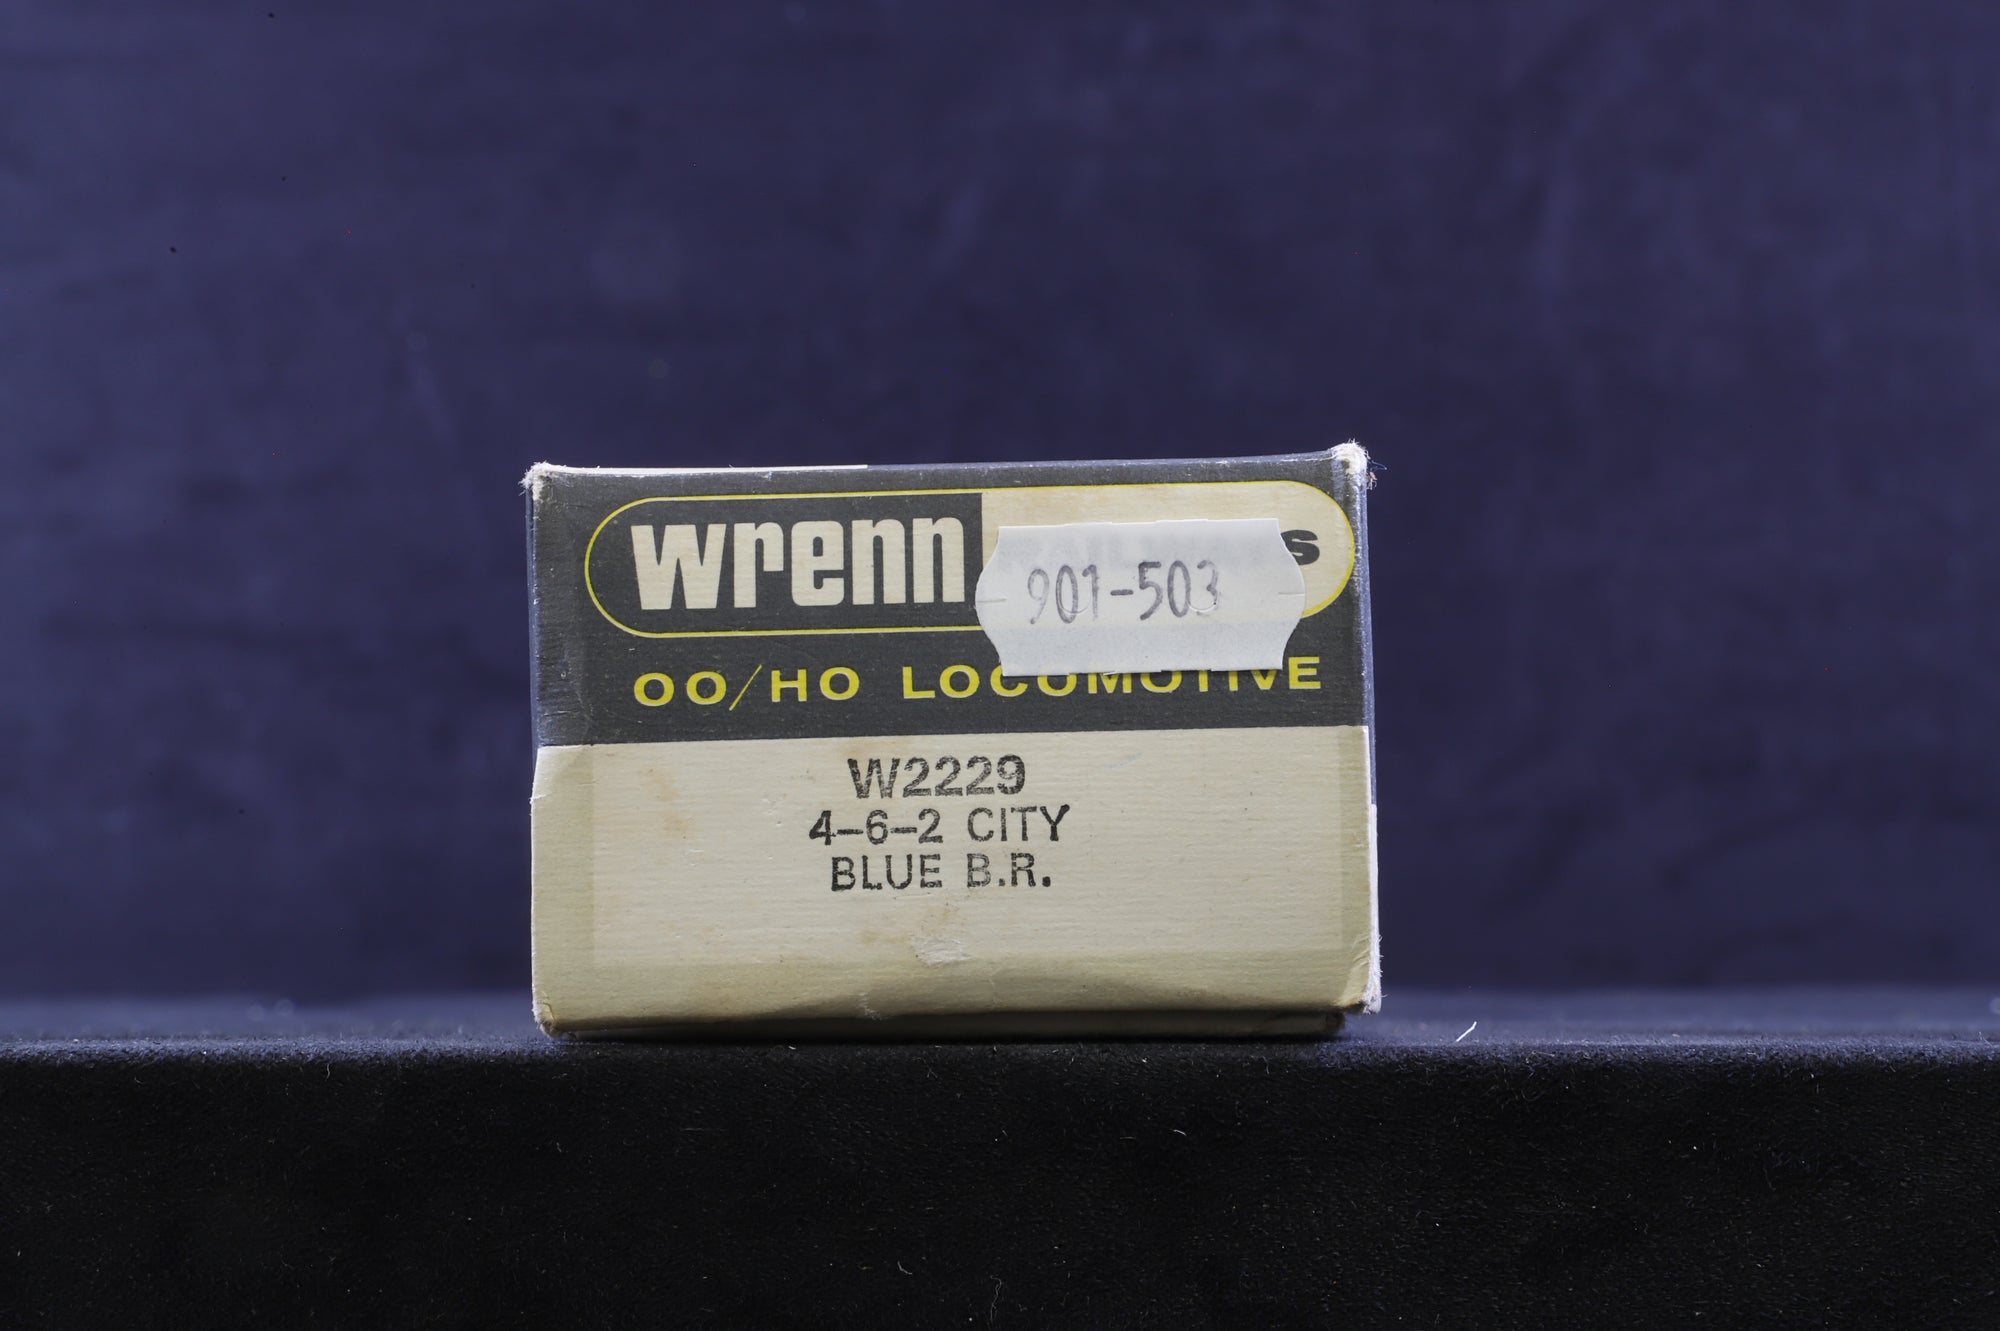 wrenn
901-503
OO/HO LOCOMOTIVE
W2229
4-6-2 CITY
BLUE B.R.